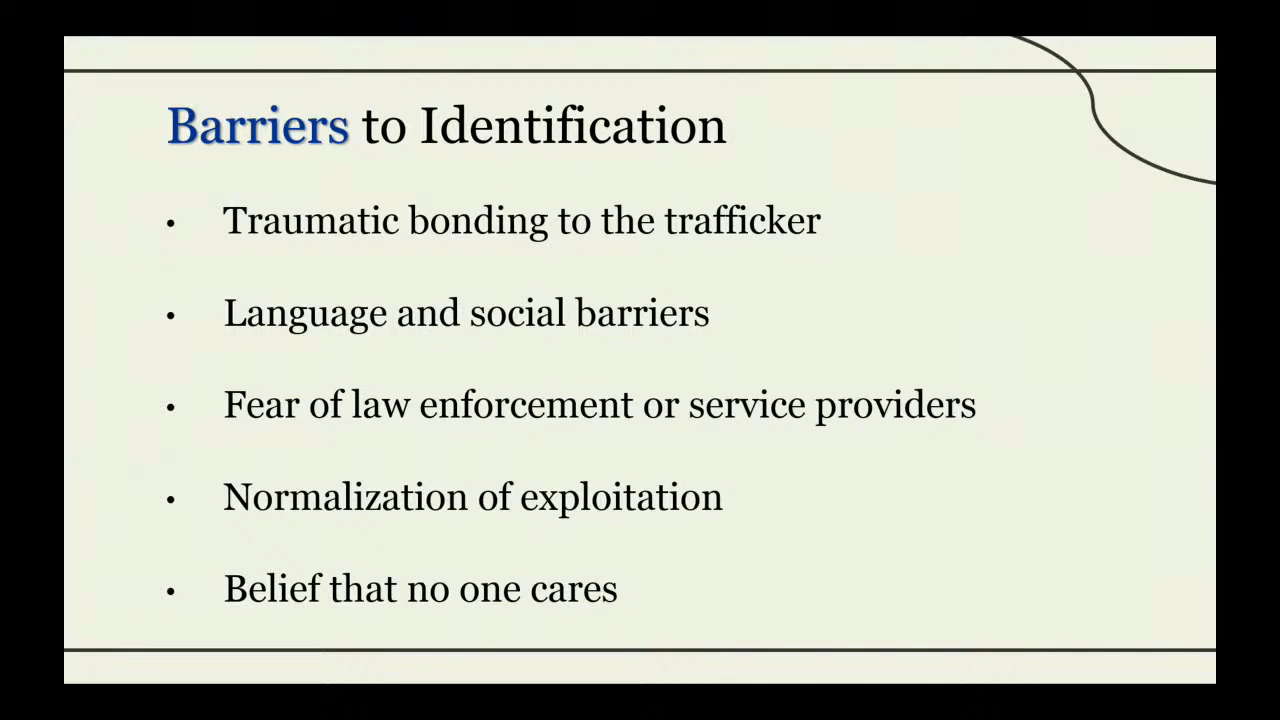 Barriers to Identification
• Traumatic bonding to the trafficker
• Language and social barriers
• Fear of law enforcement or service providers
• Normalization of exploitation
• Belief that no one cares